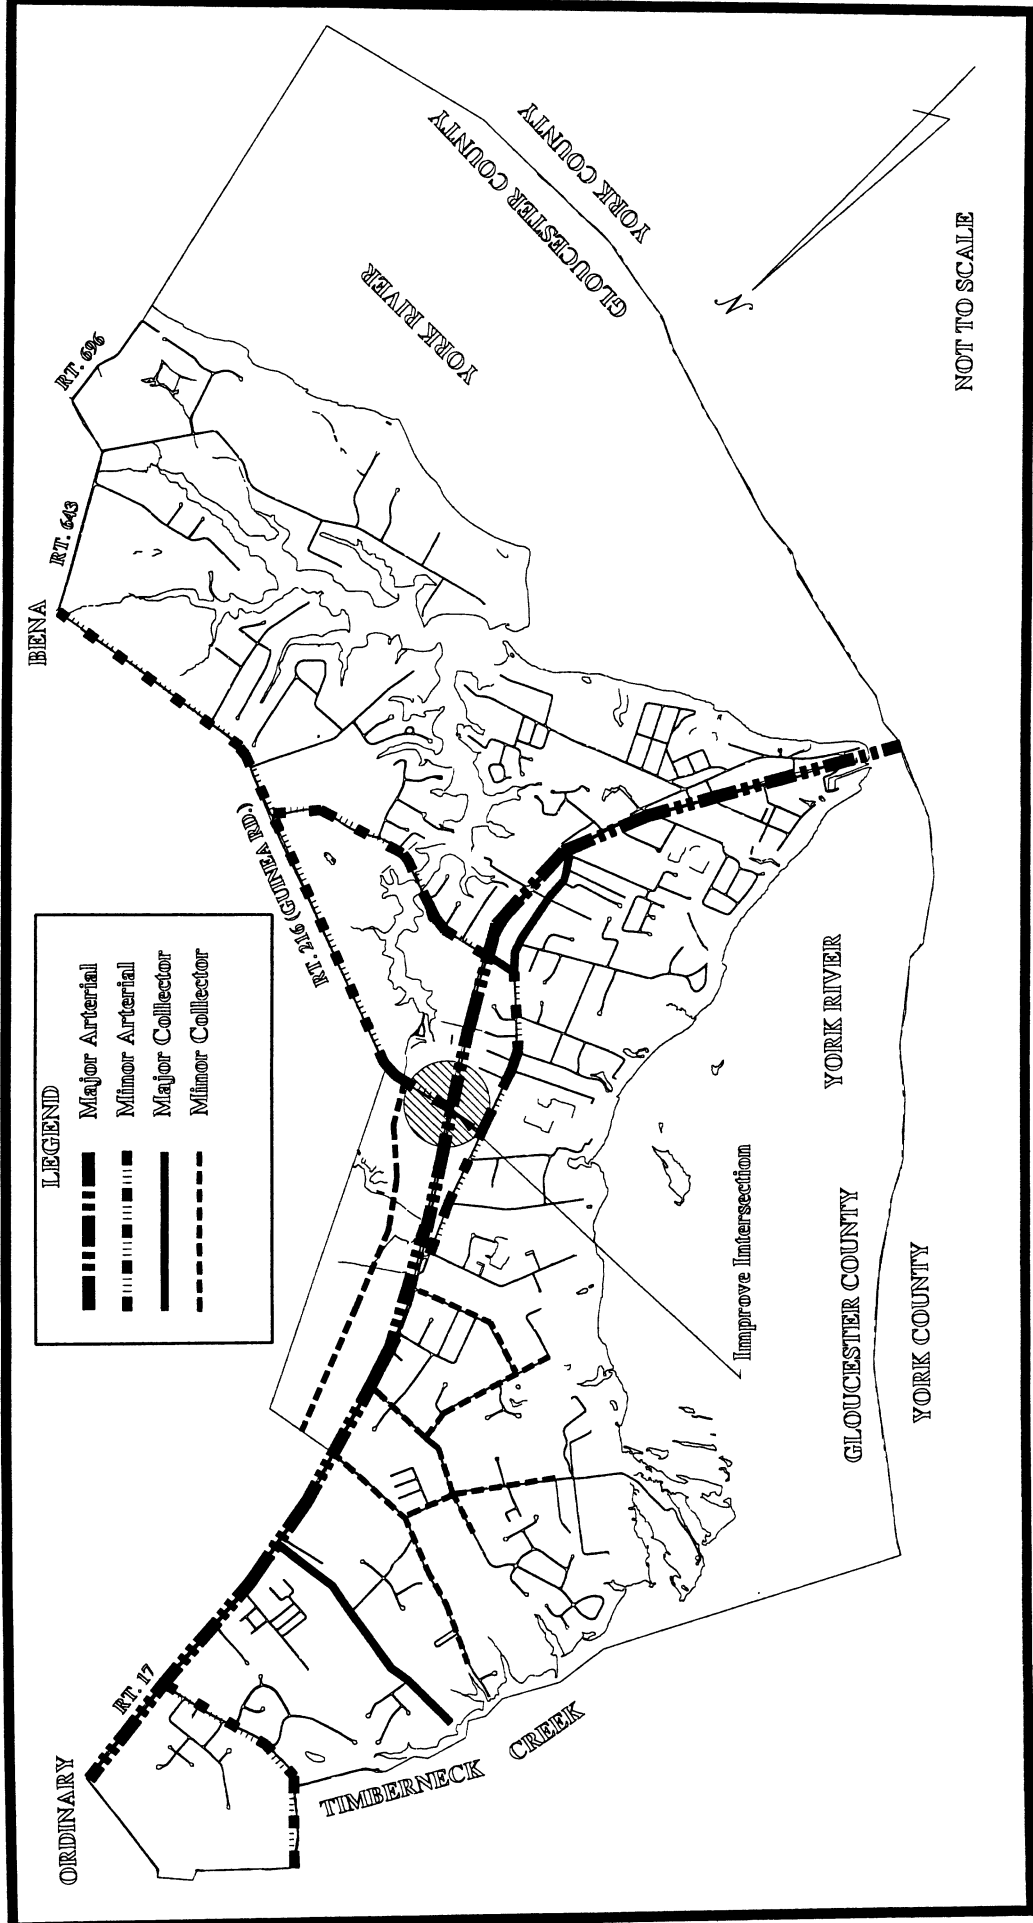 ORDINARY
RT. 17
TIMBERNECK CREEK
LEGEND
Major Arterial
Minor Arterial
Major Collector
Minor Collector
BENA
RT. 643
RT. 696
RT. 216 (GUINEA RD.)
YORK RIVER
GLOUCESTER COUNTY
YORK COUNTY
Improve Intersection
YORK RIVER
GLOUCESTER COUNTY
YORK COUNTY
N
NOT TO SCALE